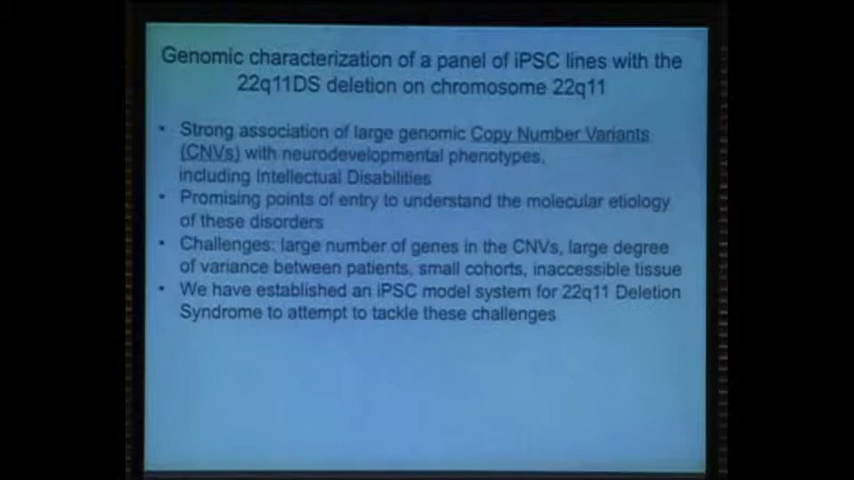 Genomic characterization of a panel of iPSC lines with the
22q11DS deletion on chromosome 22q11
• Strong association of large genomic Copy Number Variants
(CNVs) with neurodevelopmental phenotypes,
including Intellectual Disabilities
• Promising points of entry to understand the molecular etiology
of these disorders
• Challenges: large number of genes in the CNVs, large degree
of variance between patients, small cohorts, inaccessible tissue
• We have established an iPSC model system for 22q11 Deletion
Syndrome to attempt to tackle these challenges